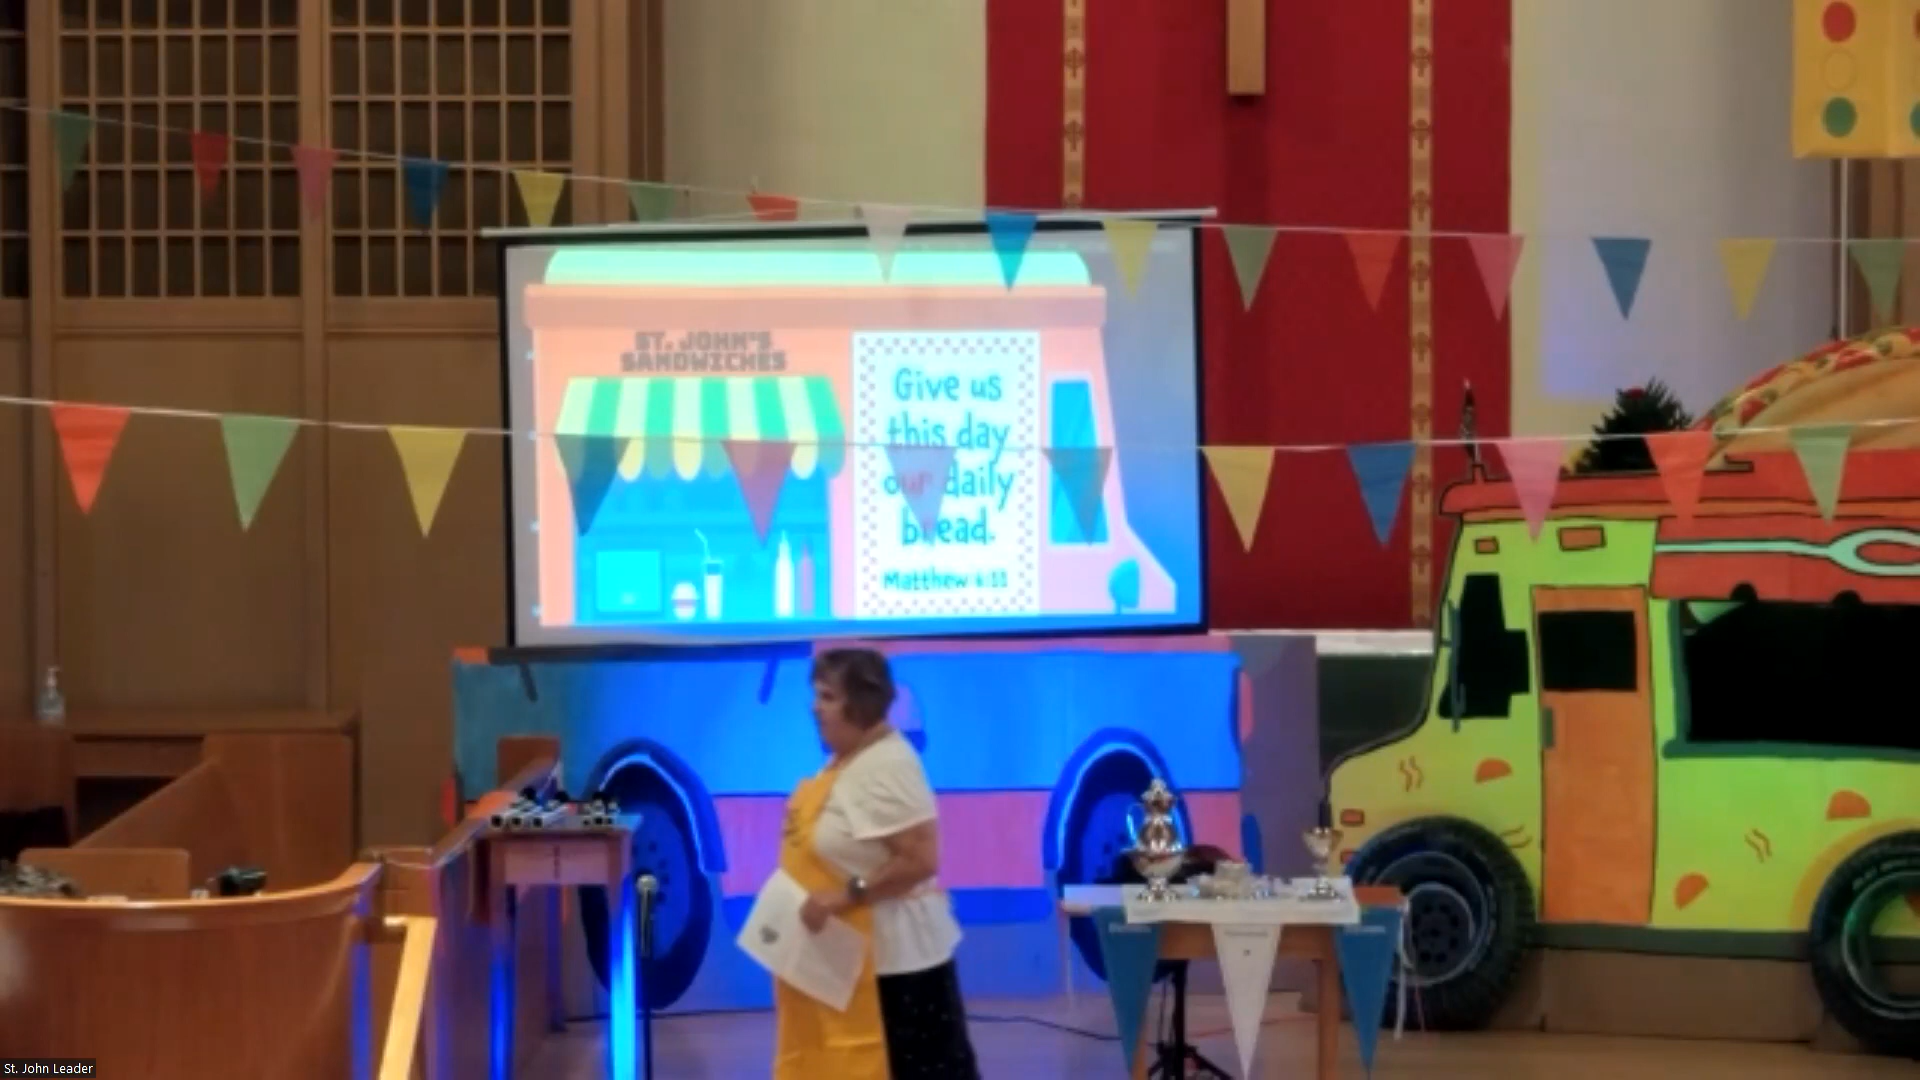 ST. JOHN'S
SANDWICHES
Give us
this day
our daily
bread.
Matthew 6:11
St. John Leader